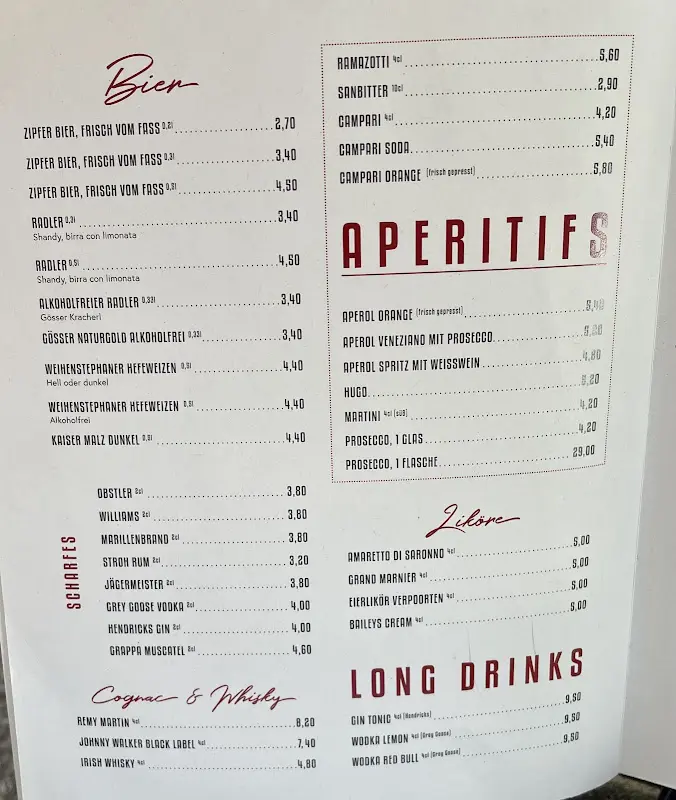 Bier
ZIPFER BIER, FRISCH VOM FASS 0,2l 2,70
ZIPFER BIER, FRISCH VOM FASS 0,3l 3,40
ZIPFER BIER, FRISCH VOM FASS 0,5l 4,50
RADLER 0,3l 3,40
Shandy, birra con limonata
RADLER 0,5l 4,50
Shandy, birra con limonata
ALKOHOLFREIER RADLER 0,33l 3,40
Gösser Kracherl
GÖSSER NATURGOLD ALKOHOLFREI 0,33l 3,40
WEIHENSTEPHANER HEFEWEIZEN 0,5l 4,40
Hell oder dunkel
WEIHENSTEPHANER HEFEWEIZEN 0,5l 4,40
Alkoholfrei
KAISER MALZ DUNKEL 0,5l 4,40
SCHARFES
OBSTLER 2cl 3,80
WILLIAMS 2cl 3,80
MARILLENBRAND 2cl 3,80
STROH RUM 2cl 3,20
JÄGERMEISTER 2cl 3,80
GREY GOOSE VODKA 2cl 4,00
HENDRICKS GIN 2cl 4,00
GRAPPA MUSCATEL 2cl 4,60
Cognac & Whisky
REMY MARTIN 4cl 8,20
JOHNNY WALKER BLACK LABEL 4cl 7,40
IRISH WHISKY 4cl 4,80
RAMAZOTTI 4cl 5,60
SANBITTER 10cl 2,90
CAMPARI 4cl 4,20
CAMPARI SODA 5,40
CAMPARI ORANGE (frisch gepresst) 5,80
APERITIFS
APEROL ORANGE (frisch gepresst) 5,40
APEROL VENEZIANO MIT PROSECCO
APEROL SPRITZ MIT WEISSWEIN 4,80
HUGO 5,20
MARTINI 4cl (süß) 4,20
PROSECCO, 1 GLAS 4,20
PROSECCO, 1 FLASCHE 29,00
Liköre
AMARETTO DI SARONNO 4cl 5,00
GRAND MARNIER 4cl 5,00
EIERLIKÖR VERPOORTEN 4cl 5,00
BAILEYS CREAM 4cl 5,00
LONG DRINKS
GIN TONIC 4cl (Hendricks) 9,50
WODKA LEMON 4cl (Grey Goose) 9,50
WODKA RED BULL 4cl (Grey Goose) 9,50